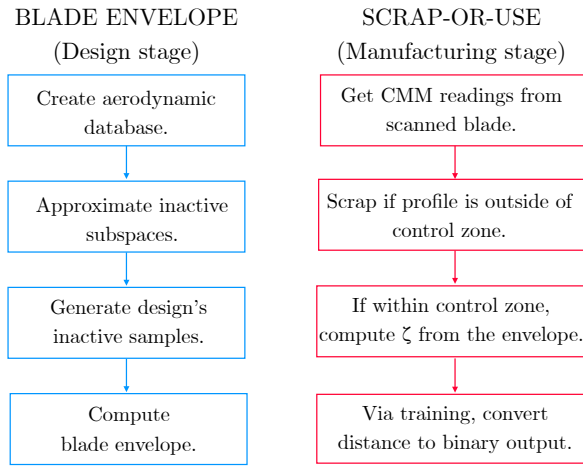 BLADE ENVELOPE
(Design stage)
Create aerodynamic
database.
Approximate inactive
subspaces.
Generate design's
inactive samples.
Compute
blade envelope.
SCRAP-OR-USE
(Manufacturing stage)
Get CMM readings from
scanned blade.
Scrap if profile is outside of
control zone.
If within control zone,
compute ζ from the envelope.
Via training, convert
distance to binary output.